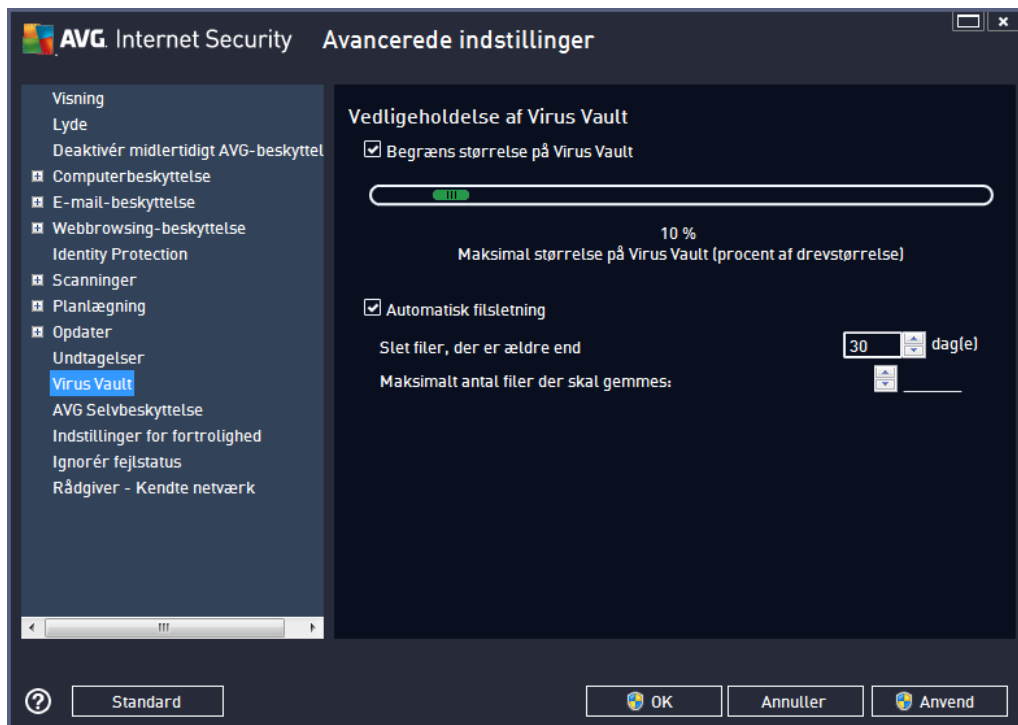 AVG. Internet Security Avancerede indstillinger
Visning
Lyde
Deaktivér midlertidigt AVG-beskyttel
Computerbeskyttelse
E-mail-beskyttelse
Webbrowsing-beskyttelse
Identity Protection
Scanninger
Planlægning
Opdater
Undtagelser
Virus Vault
AVG Selvbeskyttelse
Indstillinger for fortrolighed
Ignorér fejlstatus
Rådgiver - Kendte netværk
Vedligeholdelse af Virus Vault
Begræns størrelse på Virus Vault
10 %
Maksimal størrelse på Virus Vault (procent af drevstørrelse)
Automatisk filsletning
Slet filer, der er ældre end 30 dag(e)
Maksimalt antal filer der skal gemmes:
? Standard OK Annuller Anvend